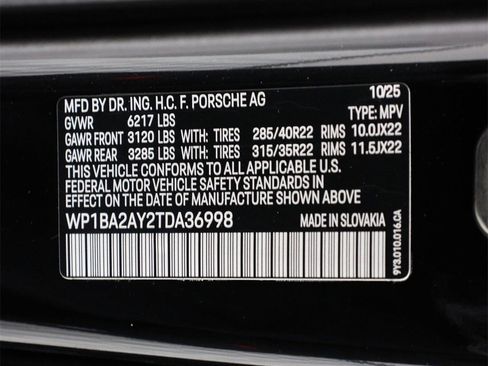 MFD BY DR. ING. H.C. F. PORSCHE AG 10/25
GVWR 6217 LBS TYPE: MPV
GAWR FRONT 3120 LBS WITH: TIRES 285/40R22 RIMS 10.0JX22
GAWR REAR 3285 LBS WITH: TIRES 315/35R22 RIMS 11.5JX22
THIS VEHICLE CONFORMS TO ALL APPLICABLE U.S.
FEDERAL MOTOR VEHICLE SAFETY STANDARDS IN
EFFECT ON THE DATE OF MANUFACTURE SHOWN ABOVE
WP1BA2AY2TDA36998 MADE IN SLOVAKIA
9Y3.010.016.CA